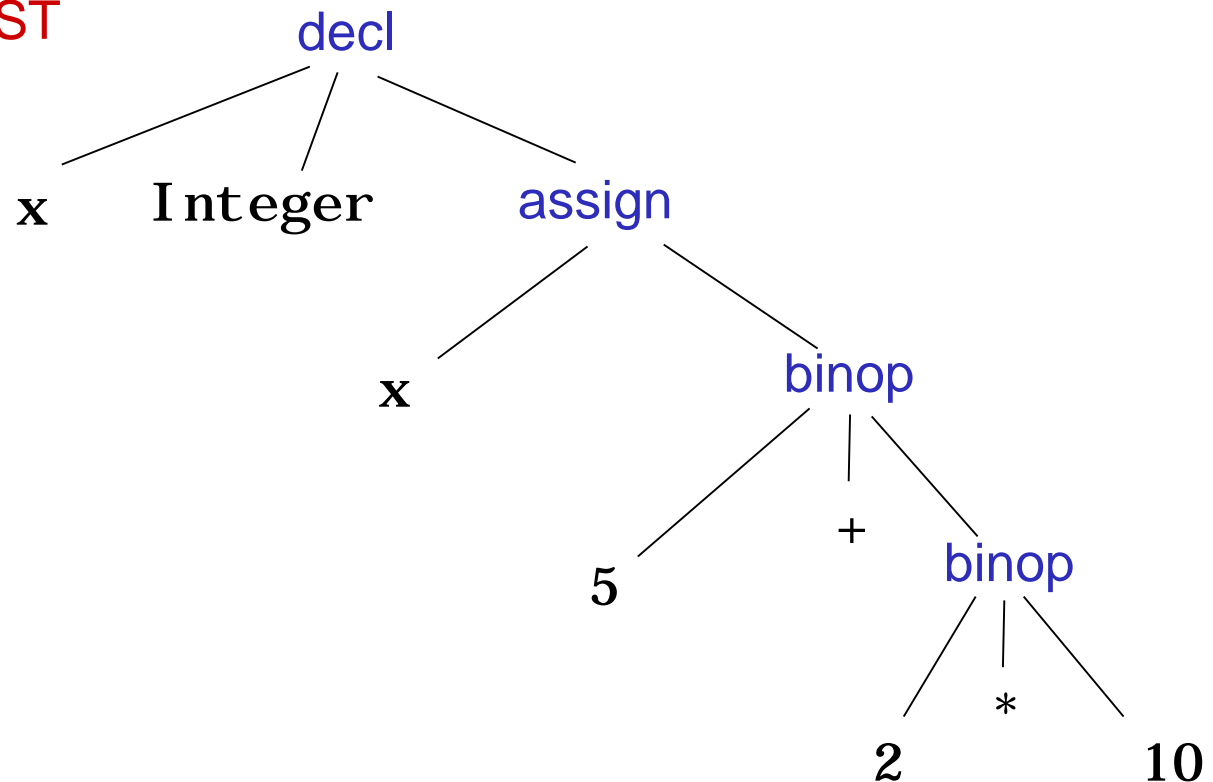 ST
decl
x Integer assign
x binop
+
5 binop
*
2 10